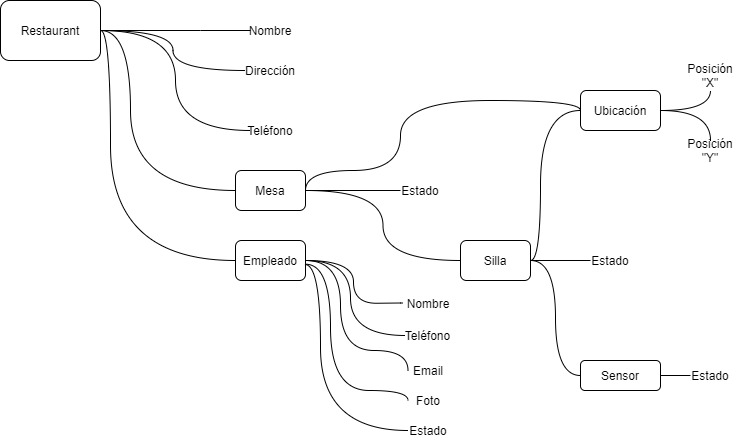 Restaurant
Nombre
Dirección
Teléfono
Mesa
Estado
Ubicación
Posición
"X"
Posición
"Y"
Empleado
Silla
Estado
Nombre
Teléfono
Email
Foto
Estado
Sensor
Estado